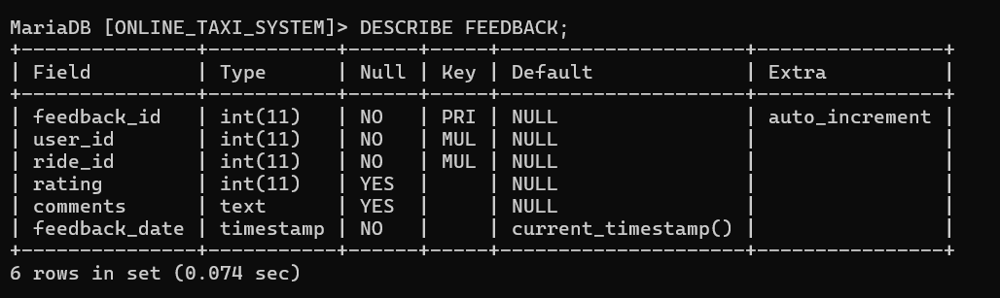 MariaDB [ONLINE_TAXI_SYSTEM]> DESCRIBE FEEDBACK;
+---------------+-----------+------+-----+---------------------+----------------+
| Field         | Type      | Null | Key | Default             | Extra          |
+---------------+-----------+------+-----+---------------------+----------------+
| feedback_id   | int(11)   | NO   | PRI | NULL                | auto_increment |
| user_id       | int(11)   | NO   | MUL | NULL                |                |
| ride_id       | int(11)   | NO   | MUL | NULL                |                |
| rating        | int(11)   | YES  |     | NULL                |                |
| comments      | text      | YES  |     | NULL                |                |
| feedback_date | timestamp | NO   |     | current_timestamp() |                |
+---------------+-----------+------+-----+---------------------+----------------+
6 rows in set (0.074 sec)